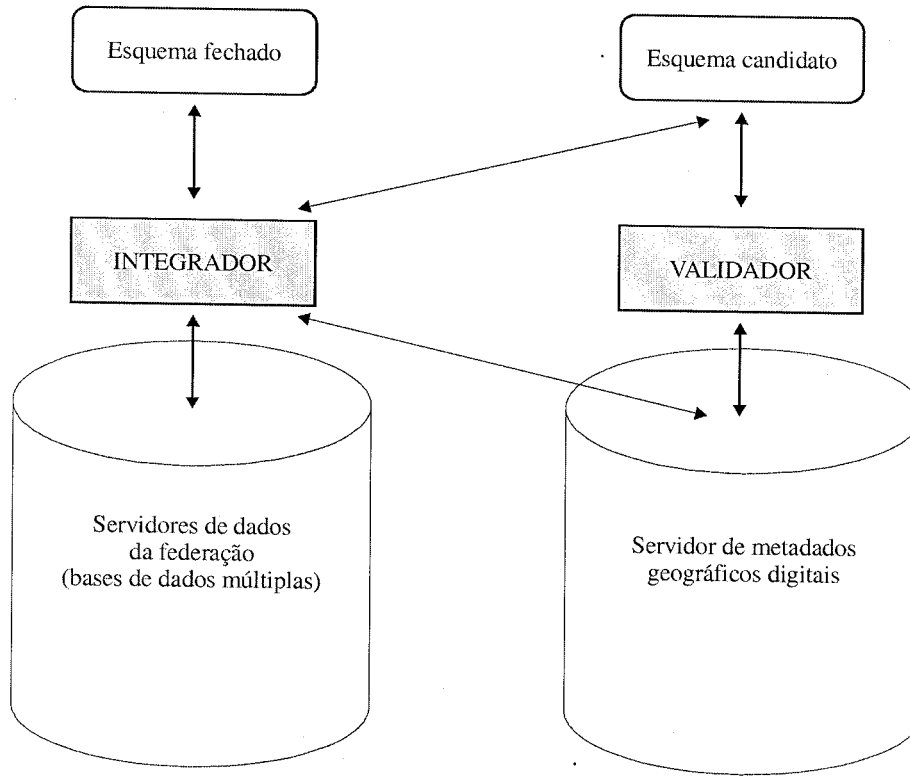 Esquema fechado
Esquema candidato
INTEGRADOR
VALIDADOR
Servidores de dados
da federação
(bases de dados múltiplas)
Servidor de metadados
geográficos digitais